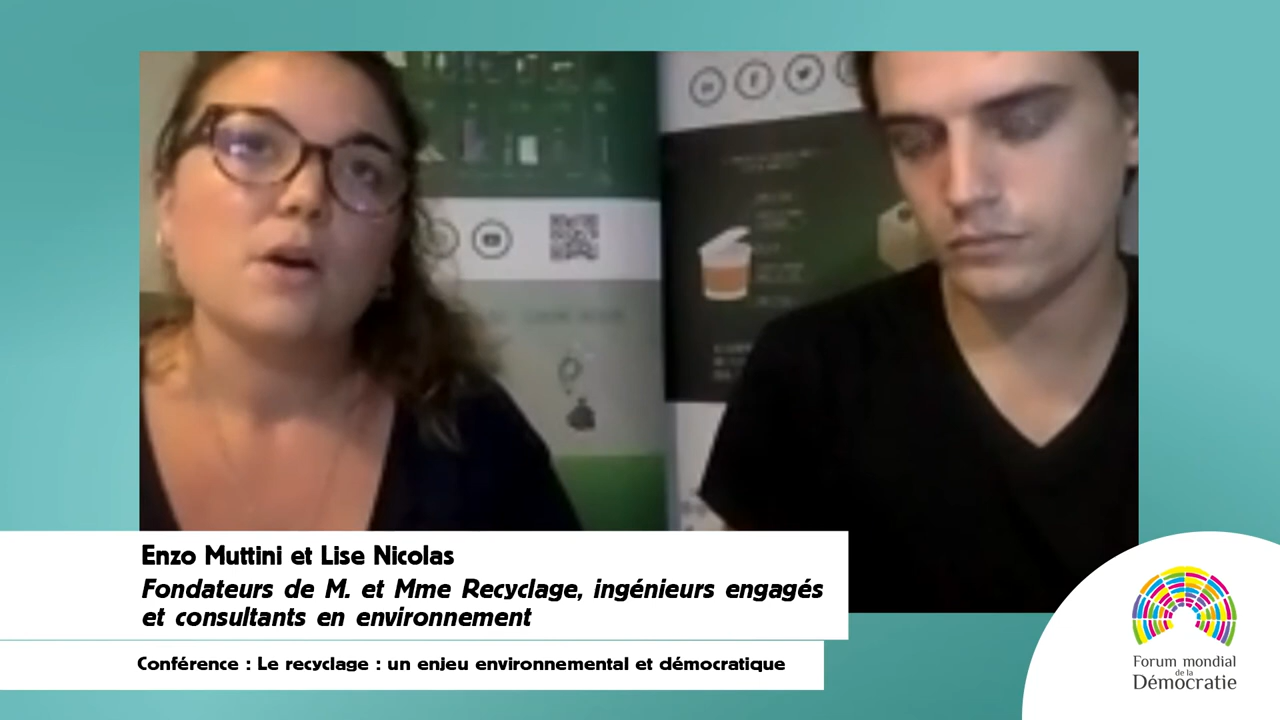 Enzo Muttini et Lise Nicolas
Fondateurs de M. et Mme Recyclage, ingénieurs engagés
et consultants en environnement
Conférence : Le recyclage : un enjeu environnemental et démocratique
Forum mondial
de la
Démocratie